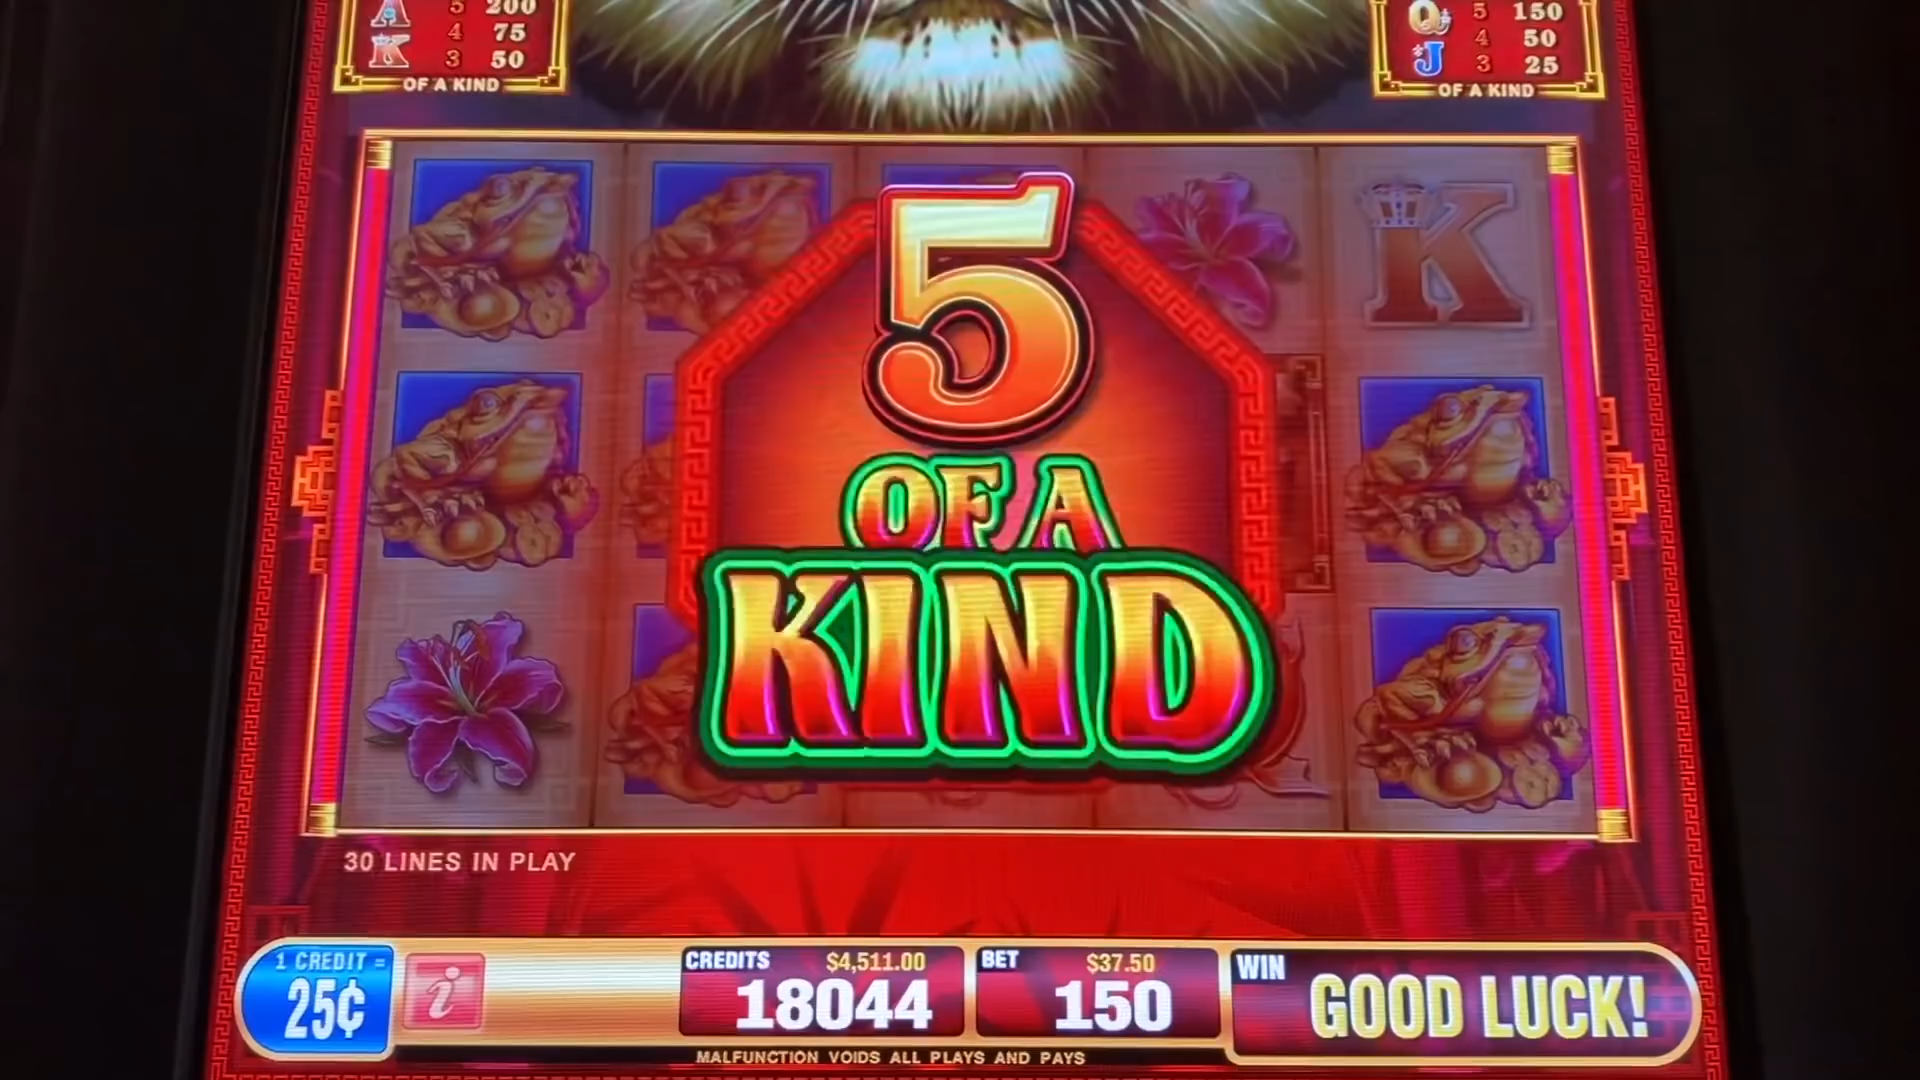 A 5 200
4 75
K 3 50
OF A KIND
Q 5 150
4 50
J 3 25
OF A KIND
K
5
OF A
KIND
30 LINES IN PLAY
1 CREDIT =
25¢
i
CREDITS $4,511.00
18044
BET $37.50
150
WIN
GOOD LUCK!
MALFUNCTION VOIDS ALL PLAYS AND PAYS